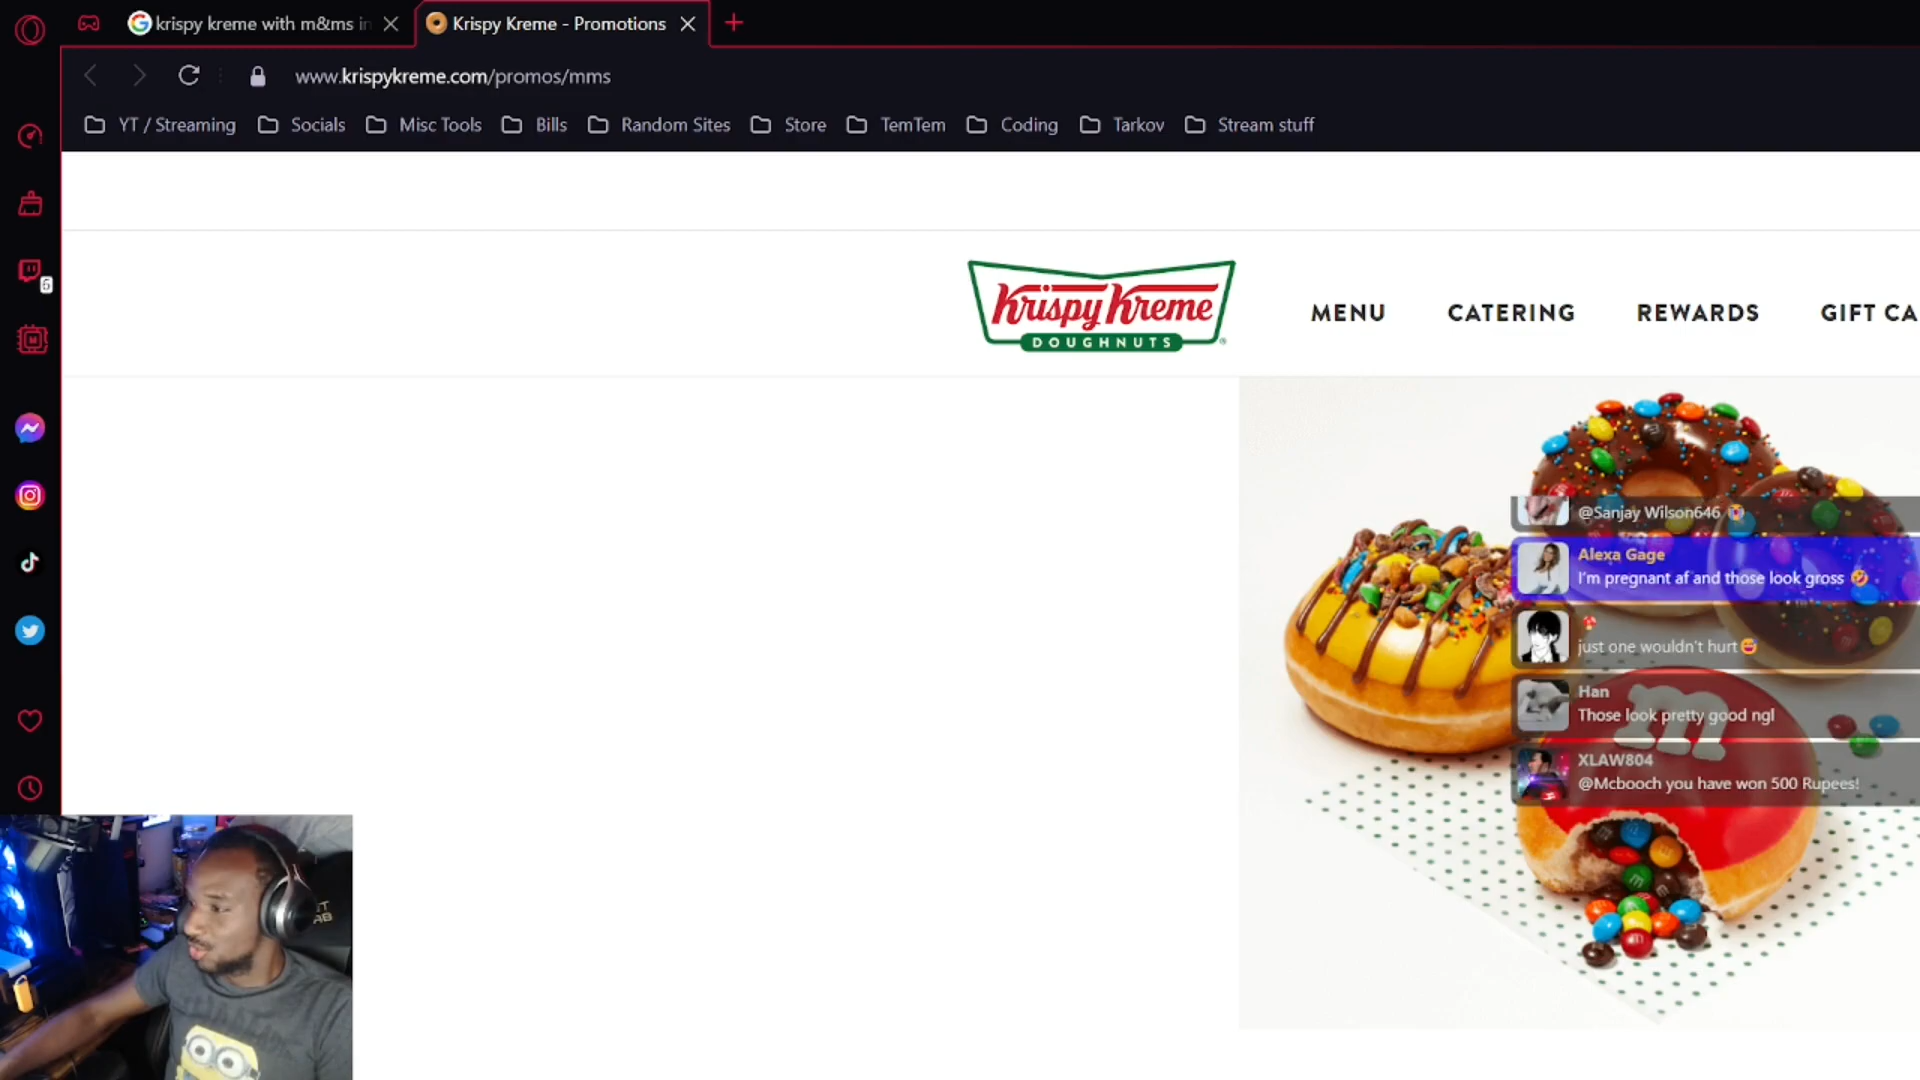 krispy kreme with m&ms in
Krispy Kreme - Promotions
www.krispykreme.com/promos/mms
YT / Streaming
Socials
Misc Tools
Bills
Random Sites
Store
TemTem
Coding
Tarkov
Stream stuff
6
Krispy Kreme
DOUGHNUTS
MENU
CATERING
REWARDS
GIFT CA
@Sanjay Wilson646
Alexa Gage
I'm pregnant af and those look gross 🤣
just one wouldn't hurt😅
Han
Those look pretty good ngl
XLAW804
@Mcbooch you have won 500 Rupees!
m